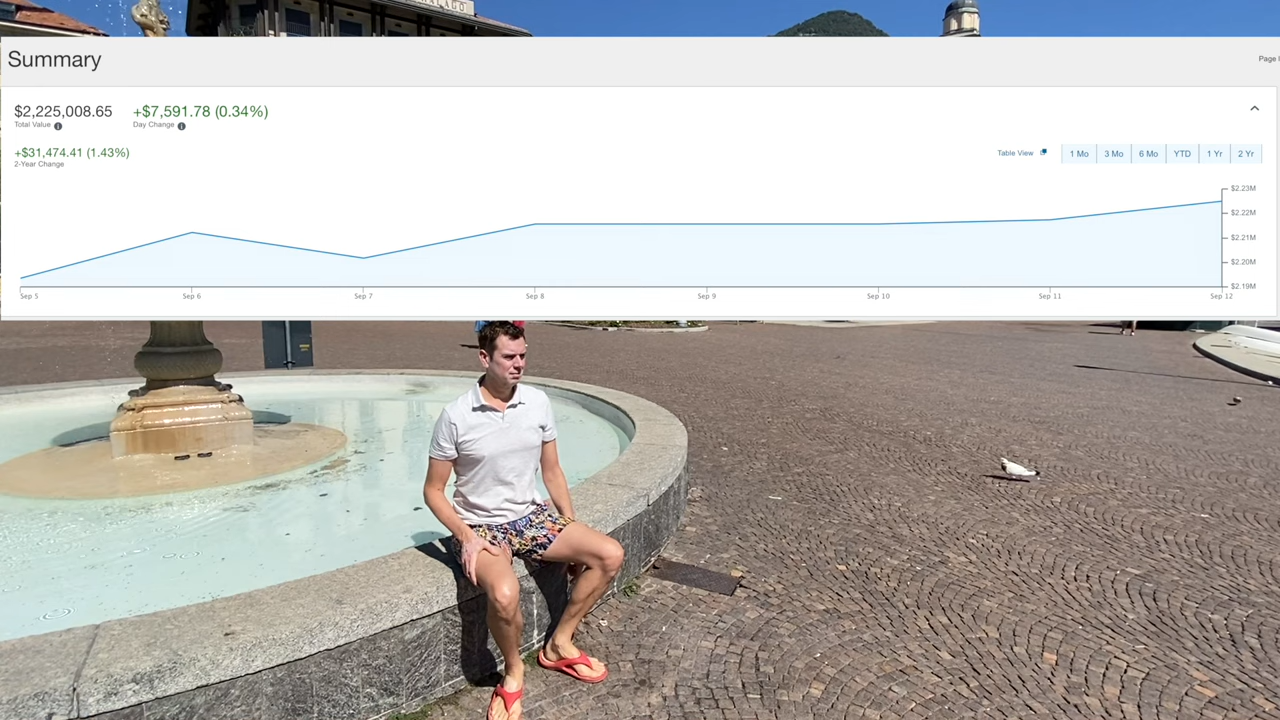 Summary
Page
$2,225,008.65 +$7,591.78 (0.34%)
Total Value Day Change
+$31,474.41 (1.43%)
2-Year Change
Table View 1 Mo 3 Mo 6 Mo YTD 1 Yr 2 Yr
$2.23M
$2.22M
$2.21M
$2.20M
$2.19M
Sep 5 Sep 6 Sep 7 Sep 8 Sep 9 Sep 10 Sep 11 Sep 12